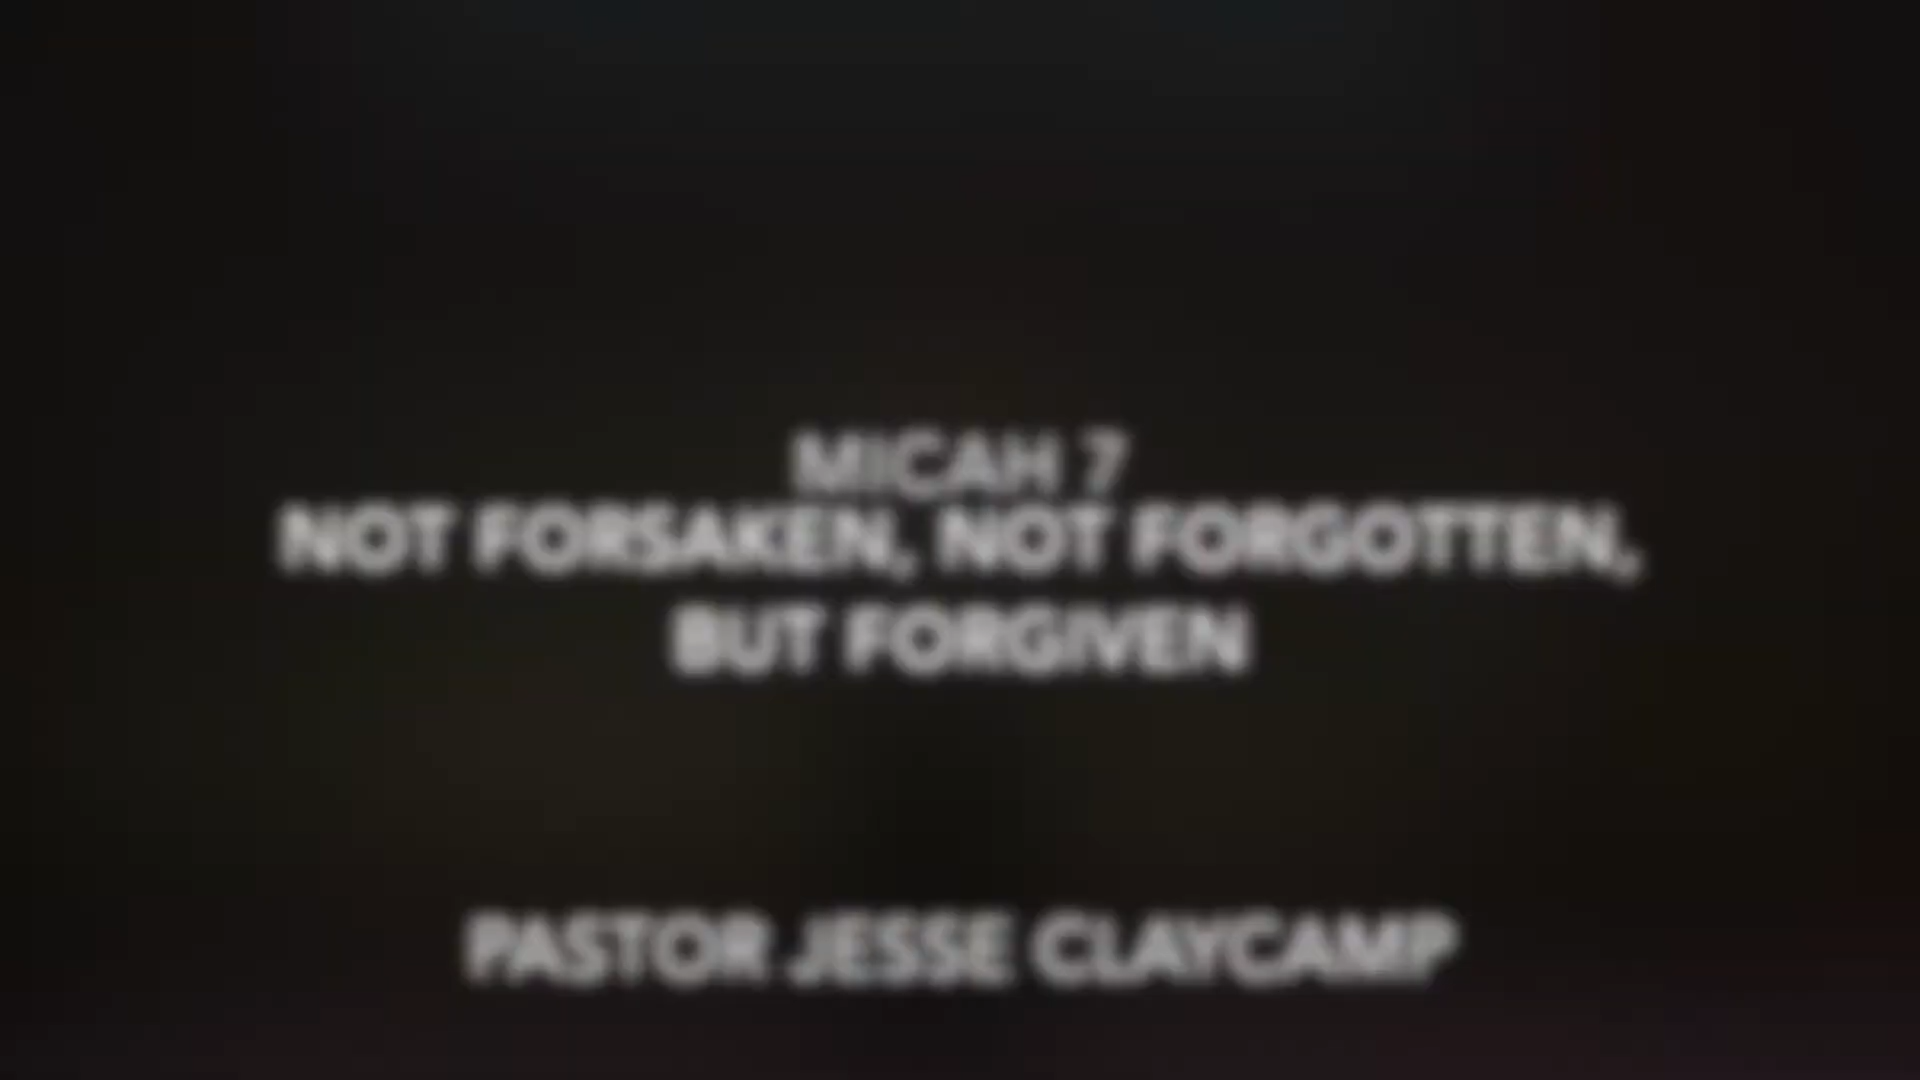 MICAH 7
NOT FORSAKEN, NOT FORGOTTEN,
BUT FORGIVEN
PASTOR JESSE CLAYCAMP